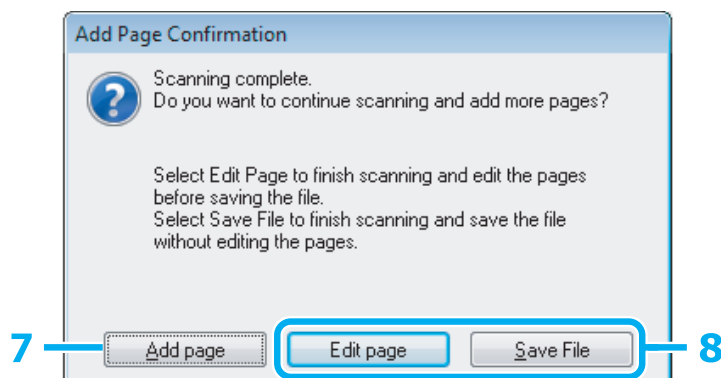 Add Page Confirmation
Scanning complete.
Do you want to continue scanning and add more pages?
Select Edit Page to finish scanning and edit the pages
before saving the file.
Select Save File to finish scanning and save the file
without editing the pages.
7 Add page Edit page Save File 8